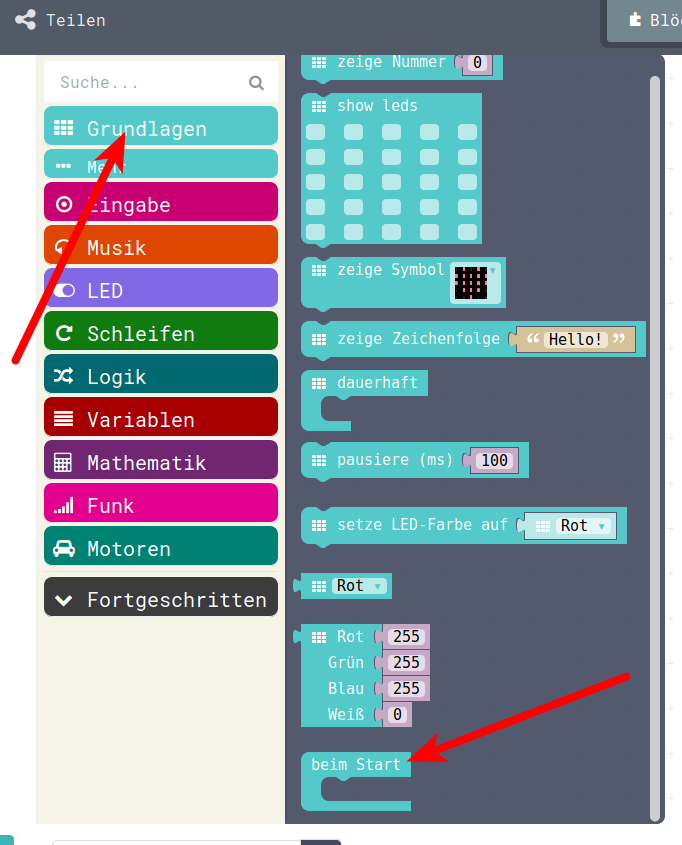 Teilen
Blö
Suche...
Grundlagen
Mehr
Eingabe
Musik
LED
Schleifen
Logik
Variablen
Mathematik
Funk
Motoren
Fortgeschritten
zeige Nummer 0
show leds
zeige Symbol
zeige Zeichenfolge “ Hello! ”
dauerhaft
pausiere (ms) 100
setze LED-Farbe auf Rot
Rot
Rot 255
Grün 255
Blau 255
Weiß 0
beim Start